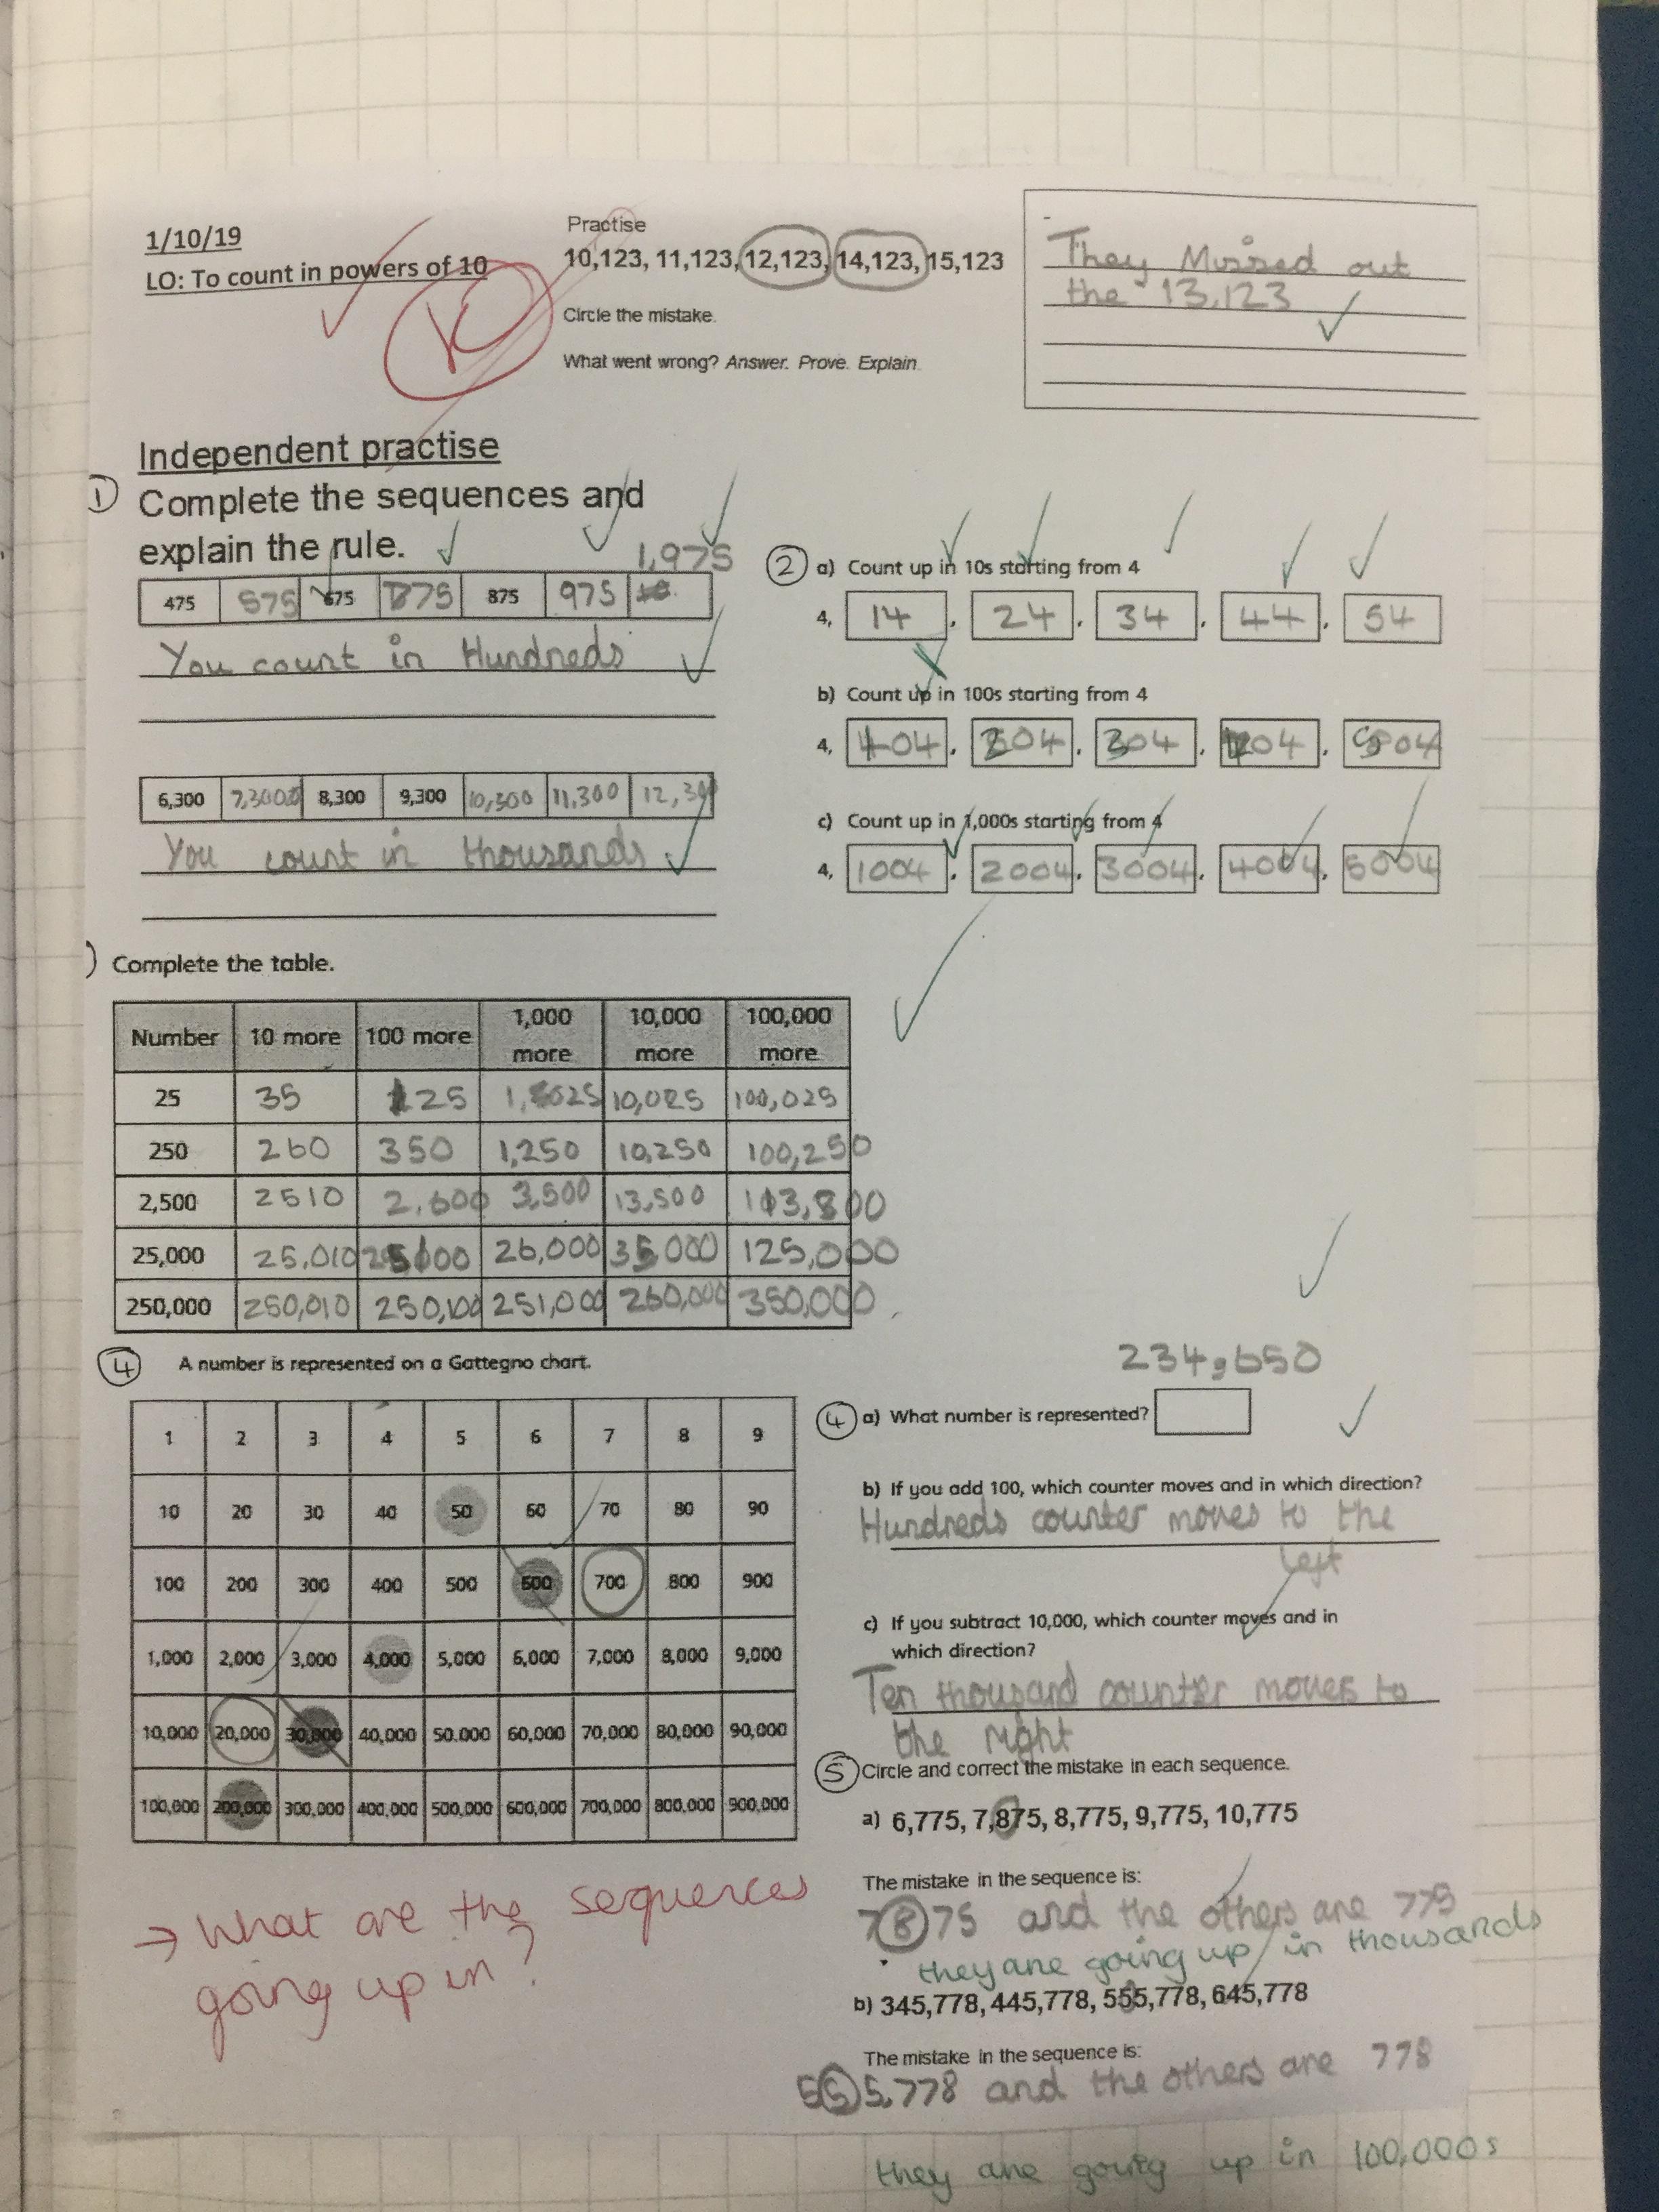 1/10/19
LO: To count in powers of 10
Practise
10,123, 11,123, 12,123, 14,123, 15,123
Circle the mistake.
What went wrong? Answer. Prove. Explain.
They Missed out
the 13,123
Independent practise
1 Complete the sequences and
explain the rule.
1,975
475 575 675 775 875 975
You count in Hundreds
6,300 7,300 8,300 9,300 10,300 11,300 12,300
You count in thousands
2 a) Count up in 10s starting from 4
4, 14, 24, 34, 44, 54
b) Count up in 100s starting from 4
4, 104, 204, 304, 404, 504
c) Count up in 1,000s starting from 4
4, 1004, 2004, 3004, 4004, 5004
) Complete the table.
Number 10 more 100 more 1,000 more 10,000 more 100,000 more
25 35 125 1,025 10,025 100,025
250 260 350 1,250 10,250 100,250
2,500 2510 2,600 3,500 13,500
25,000 25,010 26,000 35,000 125,000
250,000 250,010 250,100 251,000 260,000 350,000
4 A number is represented on a Gattegno chart.
1 2 3 4 5 6 7 8 9
10 20 30 40 50 60 70 80 90
100 200 300 400 500 600 700 800 900
1,000 2,000 3,000 4,000 5,000 6,000 7,000 8,000 9,000
10,000 20,000 30,000 40,000 50,000 60,000 70,000 80,000 90,000
100,000 200,000 300,000 400,000 500,000 600,000 700,000 800,000 900,000
→ What are the sequences
going up in?
234,650
4 a) What number is represented?
b) If you add 100, which counter moves and in which direction?
Hundreds counter moves to the
left
c) If you subtract 10,000, which counter moves and in
which direction?
Ten thousand counter moves to
the right
5 Circle and correct the mistake in each sequence.
a) 6,775, 7,875, 8,775, 9,775, 10,775
The mistake in the sequence is:
7875 and the others are 775
they are going up in thousands
b) 345,778, 445,778, 555,778, 645,778
The mistake in the sequence is:
555,778 and the others are 778
they are going up in 100,000s